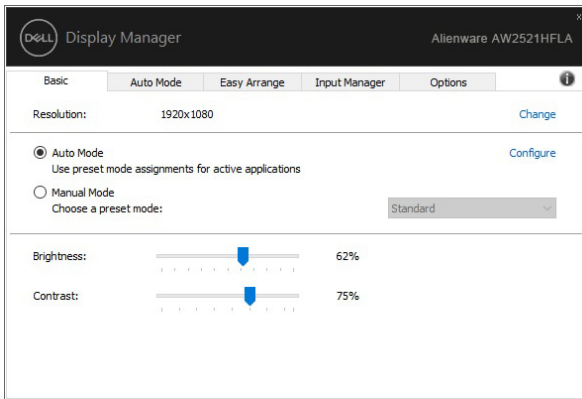 DELL Display Manager Alienware AW2521HFLA
Basic Auto Mode Easy Arrange Input Manager Options
Resolution: 1920x1080 Change
Auto Mode Configure
Use preset mode assignments for active applications
Manual Mode
Choose a preset mode: Standard
Brightness: 62%
Contrast: 75%